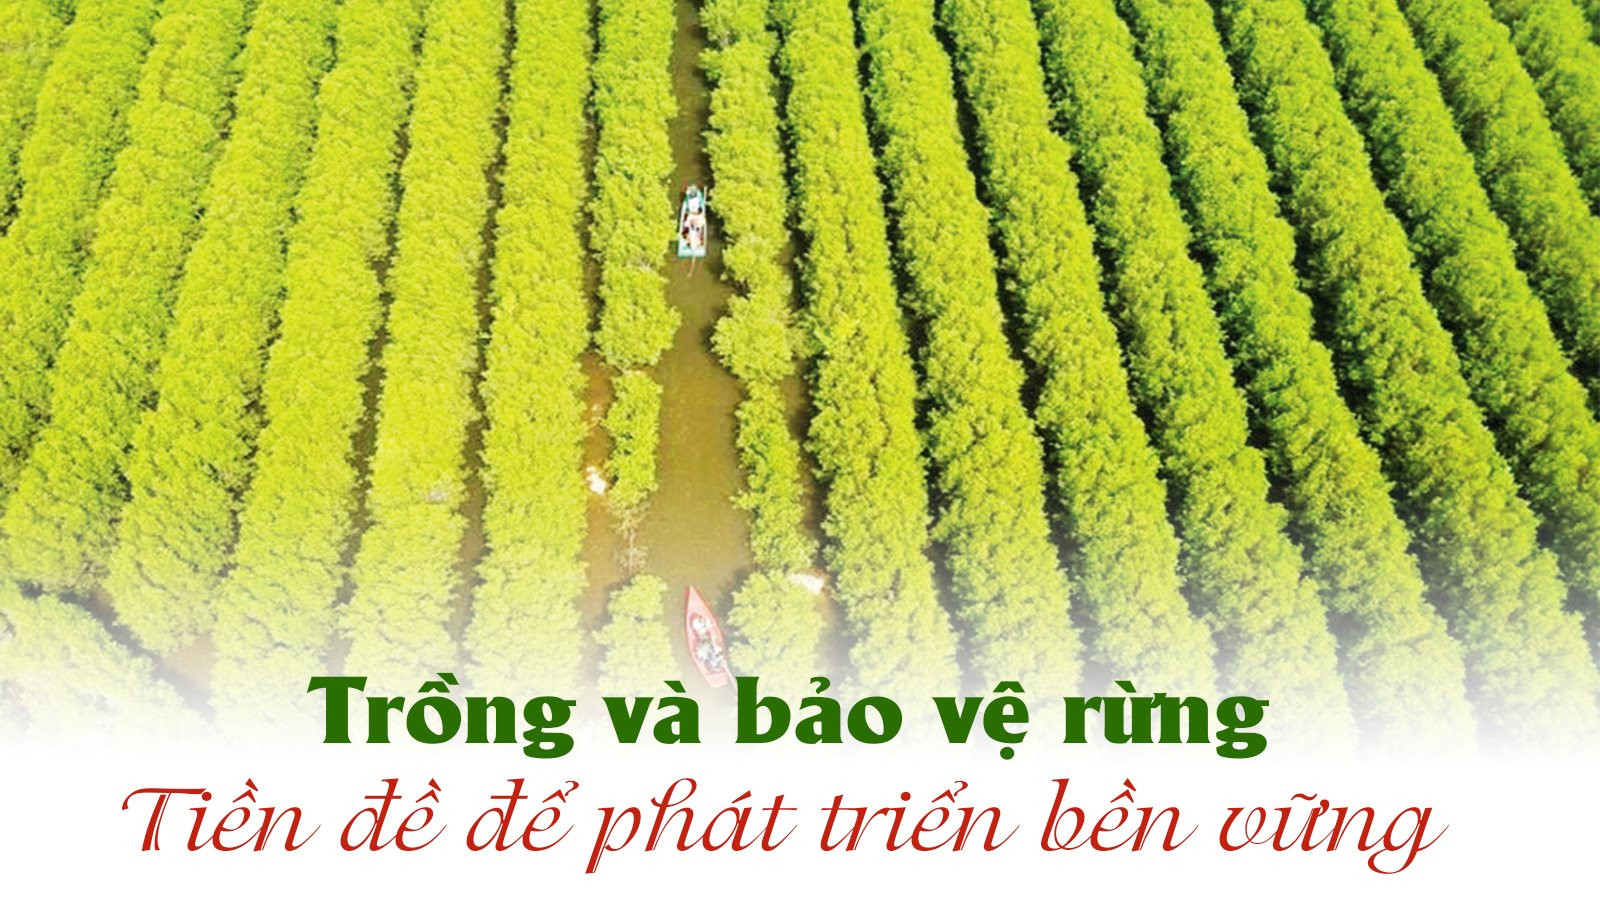 Trồng và bảo vệ rừng
Tiền đề để phát triển bền vững